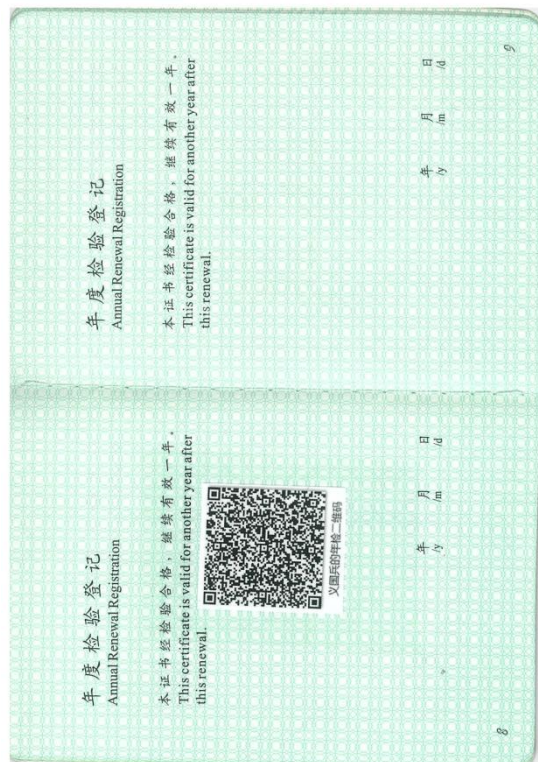 年度检验登记
Annual Renewal Registration
本证书经检验合格，继续有效一年。
This certificate is valid for another year after
this renewal.
义国兵的年检二维码
年 月 日
/y /m /d
8
年度检验登记
Annual Renewal Registration
本证书经检验合格，继续有效一年。
This certificate is valid for another year after
this renewal.
年 月 日
/y /m /d
9